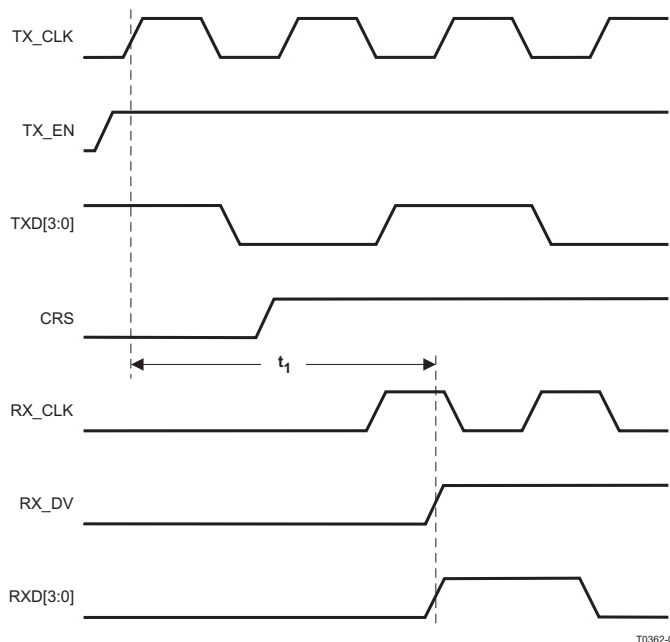 TX_CLK
TX_EN
TXD[3:0]
CRS
t1
RX_CLK
RX_DV
RXD[3:0]